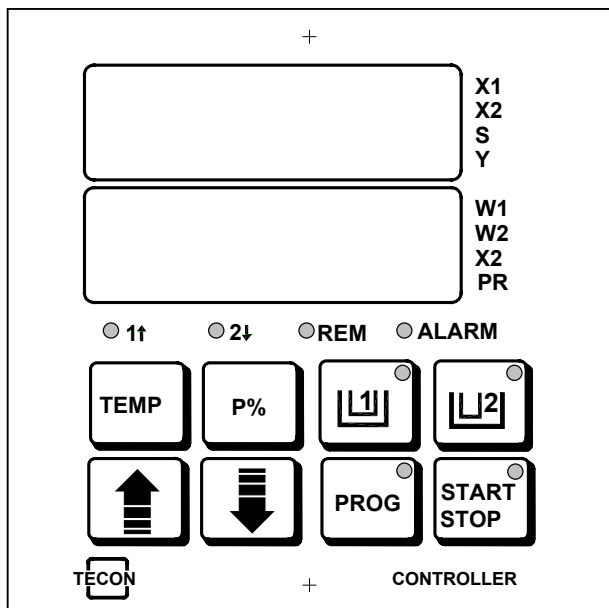 X1
X2
S
Y
W1
W2
X2
PR
1↑ 2↓ REM ALARM
TEMP P% 1 2
PROG START
STOP
TECON CONTROLLER